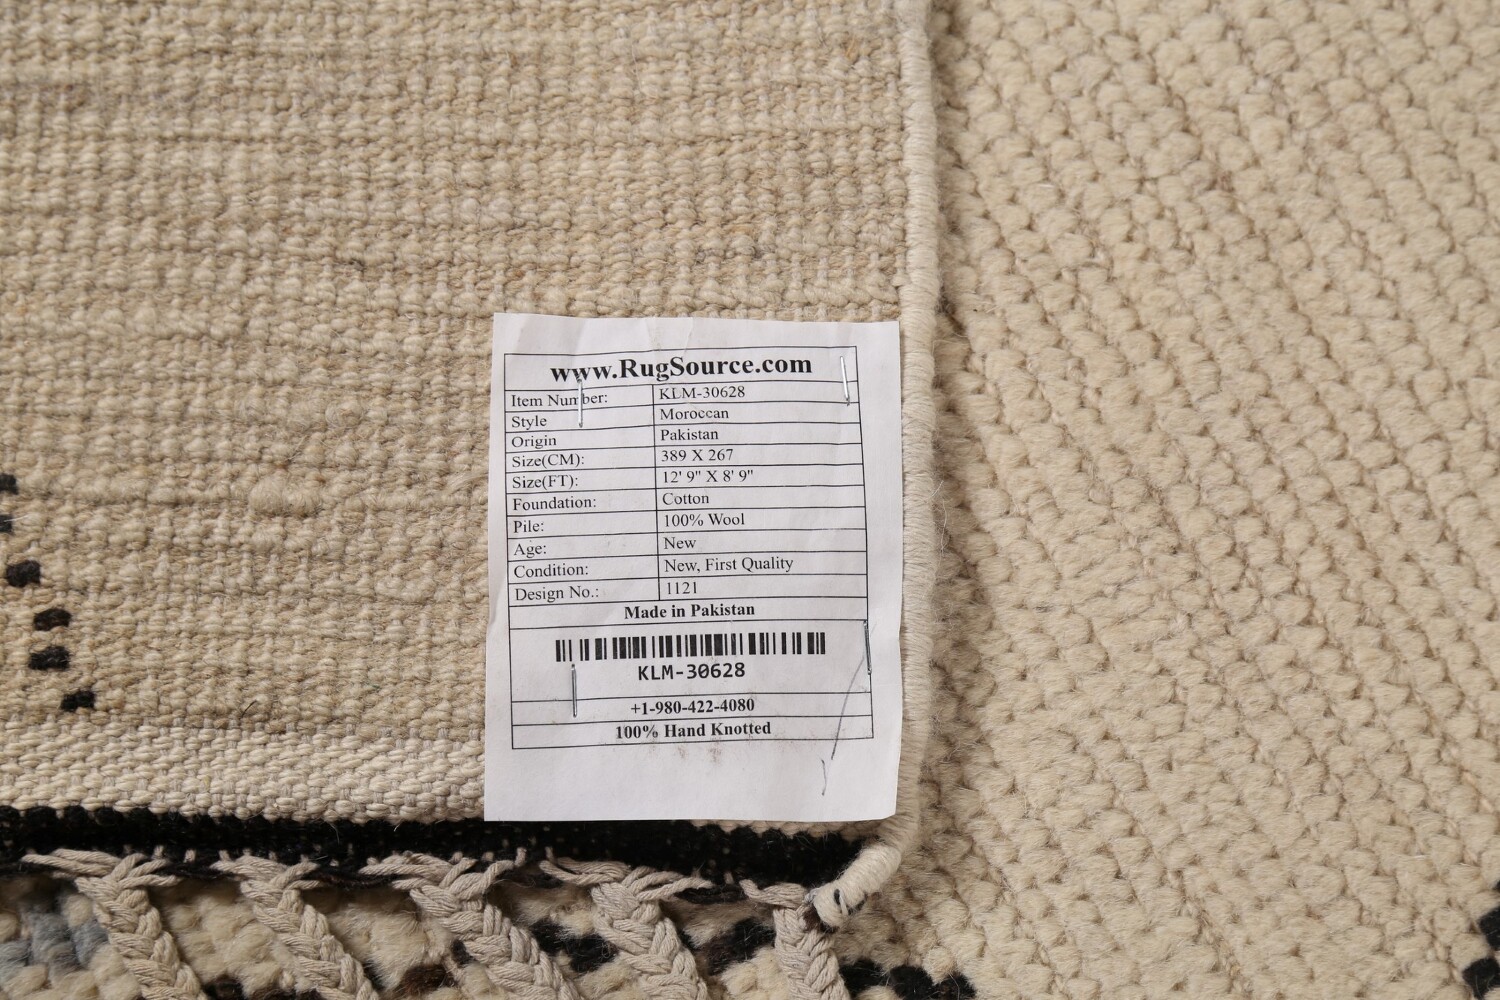 www.RugSource.com
Item Number: KLM-30628
Style Moroccan
Origin Pakistan
Size(CM): 389 X 267
Size(FT): 12' 9" X 8' 9"
Foundation: Cotton
Pile: 100% Wool
Age: New
Condition: New, First Quality
Design No.: 1121
Made in Pakistan
KLM-30628
+1-980-422-4080
100% Hand Knotted